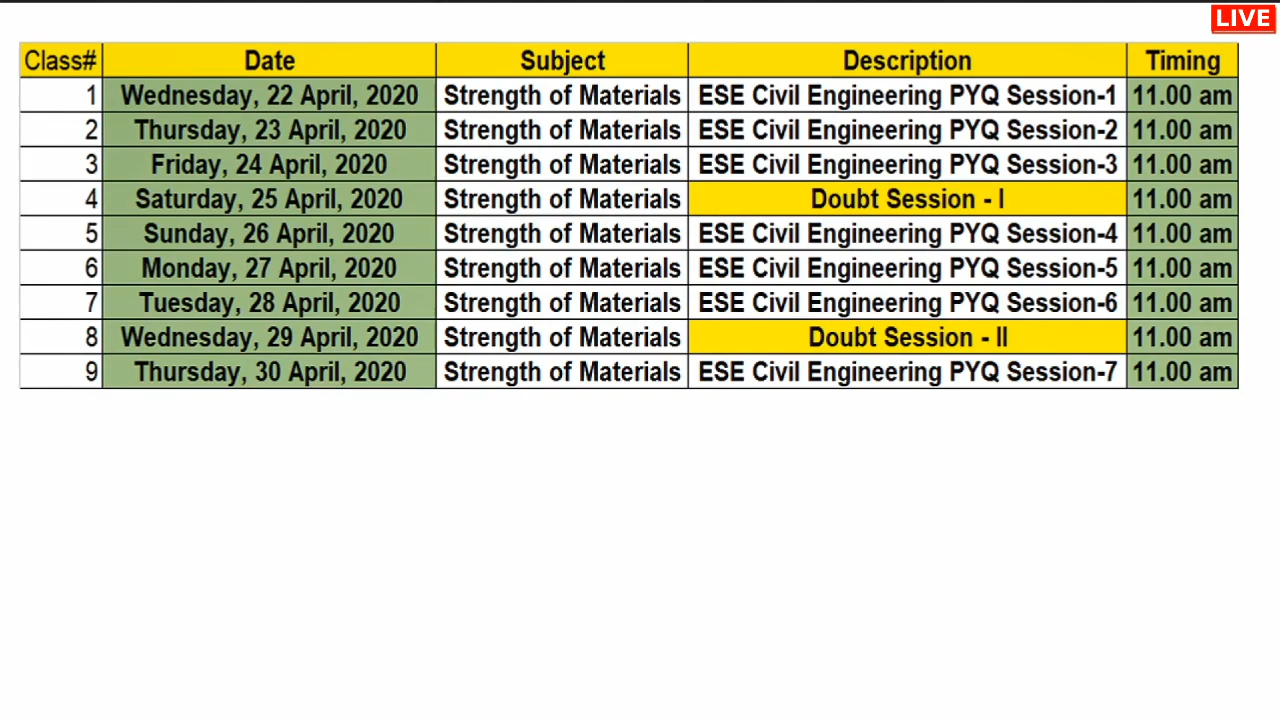 LIVE
Class# Date Subject Description Timing
1 Wednesday, 22 April, 2020 Strength of Materials ESE Civil Engineering PYQ Session-1 11.00 am
2 Thursday, 23 April, 2020 Strength of Materials ESE Civil Engineering PYQ Session-2 11.00 am
3 Friday, 24 April, 2020 Strength of Materials ESE Civil Engineering PYQ Session-3 11.00 am
4 Saturday, 25 April, 2020 Strength of Materials Doubt Session - I 11.00 am
5 Sunday, 26 April, 2020 Strength of Materials ESE Civil Engineering PYQ Session-4 11.00 am
6 Monday, 27 April, 2020 Strength of Materials ESE Civil Engineering PYQ Session-5 11.00 am
7 Tuesday, 28 April, 2020 Strength of Materials ESE Civil Engineering PYQ Session-6 11.00 am
8 Wednesday, 29 April, 2020 Strength of Materials Doubt Session - II 11.00 am
9 Thursday, 30 April, 2020 Strength of Materials ESE Civil Engineering PYQ Session-7 11.00 am